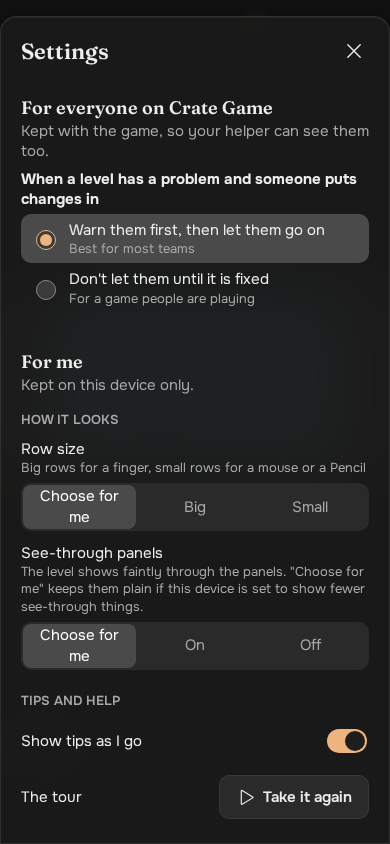 Settings
For everyone on Crate Game
Kept with the game, so your helper can see them
too.
When a level has a problem and someone puts
changes in
Warn them first, then let them go on
Best for most teams
Don't let them until it is fixed
For a game people are playing
For me
Kept on this device only.
HOW IT LOOKS
Row size
Big rows for a finger, small rows for a mouse or a Pencil
Choose for
me
Big
Small
See-through panels
The level shows faintly through the panels. "Choose for
me" keeps them plain if this device is set to show fewer
see-through things.
Choose for
me
On
Off
TIPS AND HELP
Show tips as I go
The tour
Take it again